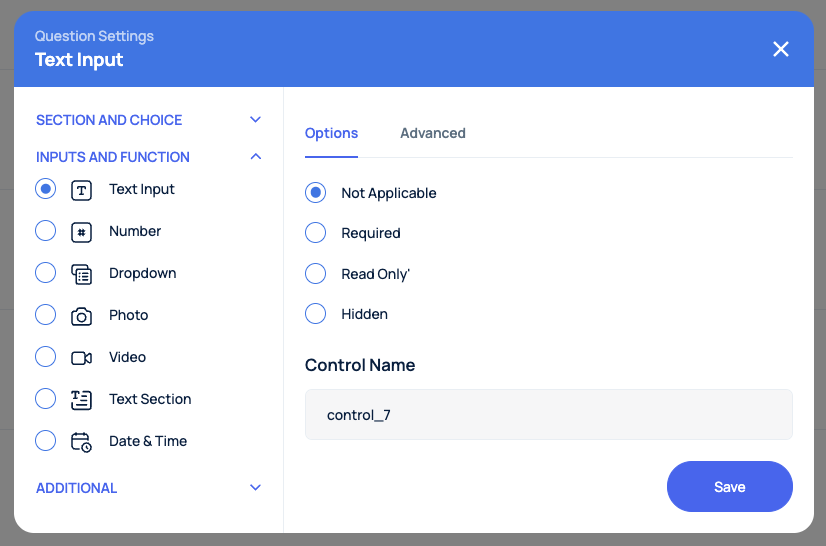 Question Settings
Text Input
SECTION AND CHOICE
INPUTS AND FUNCTION
Text Input
Number
Dropdown
Photo
Video
Text Section
Date & Time
ADDITIONAL
Options Advanced
Not Applicable
Required
Read Only'
Hidden
Control Name
control_7
Save